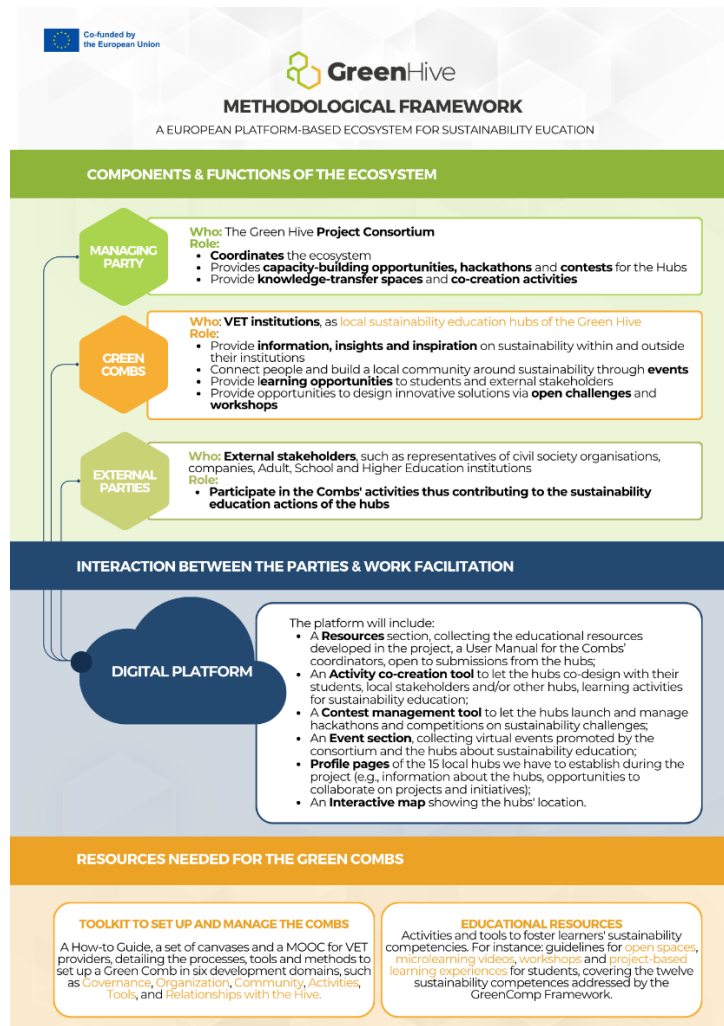 Co-funded by
the European Union
GreenHive
METHODOLOGICAL FRAMEWORK
A EUROPEAN PLATFORM-BASED ECOSYSTEM FOR SUSTAINABILITY EUCATION
COMPONENTS & FUNCTIONS OF THE ECOSYSTEM
MANAGING
PARTY
Who: The Green Hive Project Consortium
Role:
• Coordinates the ecosystem
• Provides capacity-building opportunities, hackathons and contests for the Hubs
• Provide knowledge-transfer spaces and co-creation activities
GREEN
COMBS
Who: VET institutions, as local sustainability education hubs of the Green Hive
Role:
• Provide information, insights and inspiration on sustainability within and outside
their institutions
• Connect people and build a local community around sustainability through events
• Provide learning opportunities to students and external stakeholders
• Provide opportunities to design innovative solutions via open challenges and
workshops
EXTERNAL
PARTIES
Who: External stakeholders, such as representatives of civil society organisations,
companies, Adult, School and Higher Education institutions
Role:
• Participate in the Combs' activities thus contributing to the sustainability
education actions of the hubs
INTERACTION BETWEEN THE PARTIES & WORK FACILITATION
DIGITAL PLATFORM
The platform will include:
• A Resources section, collecting the educational resources
developed in the project, a User Manual for the Combs'
coordinators, open to submissions from the hubs;
• An Activity co-creation tool to let the hubs co-design with their
students, local stakeholders and/or other hubs, learning activities
for sustainability education;
• A Contest management tool to let the hubs launch and manage
hackathons and competitions on sustainability challenges;
• An Event section, collecting virtual events promoted by the
consortium and the hubs about sustainability education;
• Profile pages of the 15 local hubs we have to establish during the
project (e.g., information about the hubs, opportunities to
collaborate on projects and initiatives);
• An Interactive map showing the hubs' location.
RESOURCES NEEDED FOR THE GREEN COMBS
TOOLKIT TO SET UP AND MANAGE THE COMBS
A How-to Guide, a set of canvases and a MOOC for VET
providers, detailing the processes, tools and methods to
set up a Green Comb in six development domains, such
as Governance, Organization, Community, Activities,
Tools, and Relationships with the Hive.
EDUCATIONAL RESOURCES
Activities and tools to foster learners' sustainability
competencies. For instance: guidelines for open spaces,
microlearning videos, workshops and project-based
learning experiences for students, covering the twelve
sustainability competences addressed by the
GreenComp Framework.